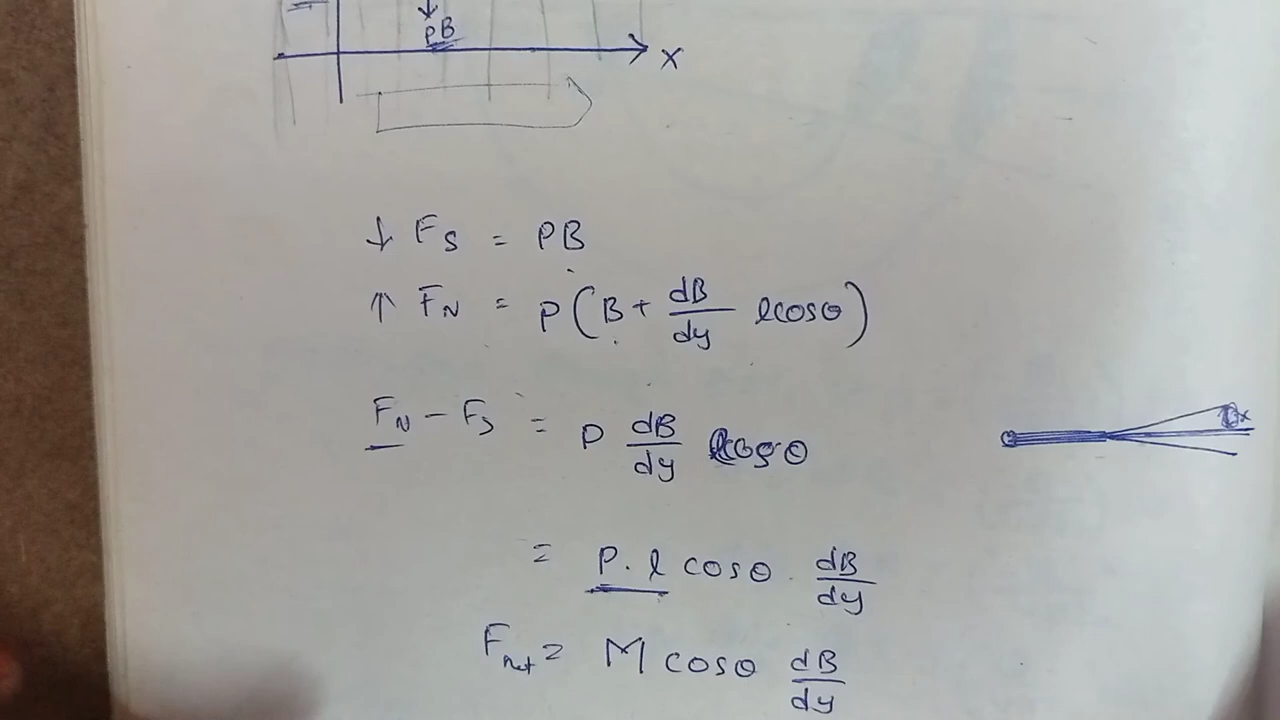 PB
X
↓ FS = PB
↑ FN = P(B + dB/dy lcosθ)
FN - FS = P dB/dy lcosθ
= P. l cosθ. dB/dy
Fnet = M cosθ dB/dy